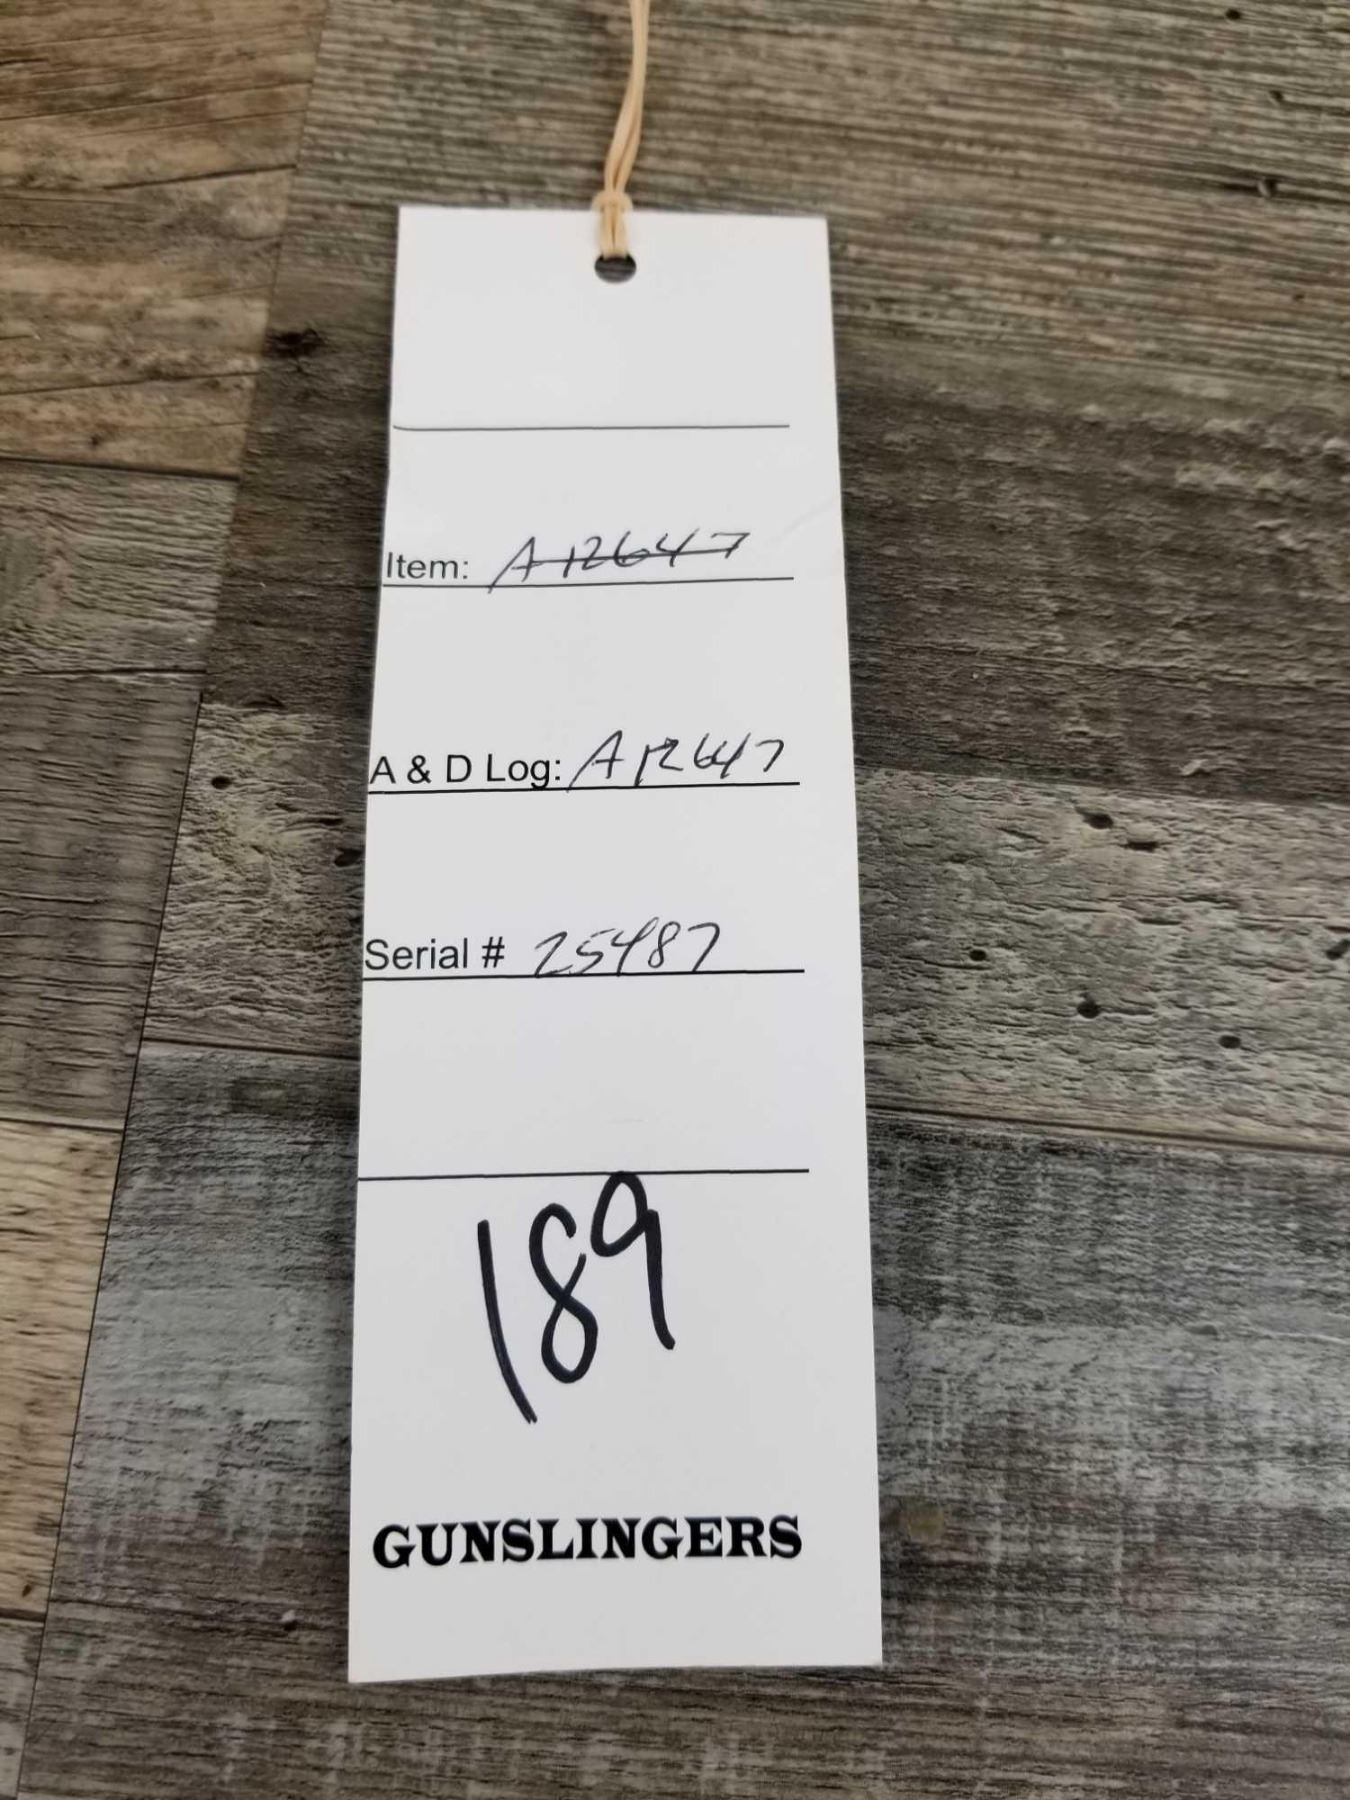 Item: A12647
A & D Log: A12647
Serial # 25487
189
GUNSLINGERS